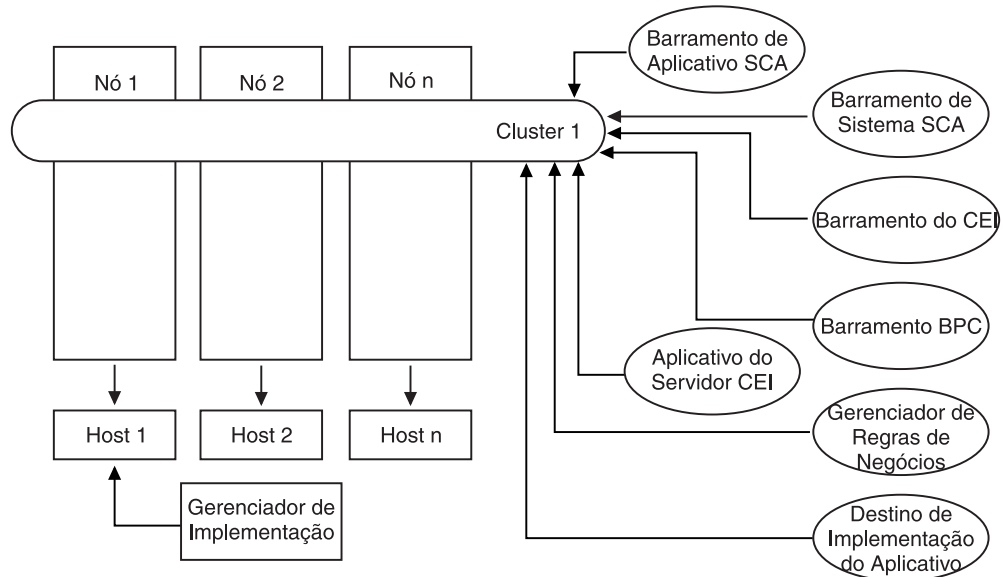 Barramento de
Aplicativo SCA
Nó 1
Nó 2
Nó n
Barramento de
Sistema SCA
Cluster 1
Barramento do CEI
Barramento BPC
Aplicativo do
Servidor CEI
Gerenciador de
Regras de
Negócios
Host 1
Host 2
Host n
Gerenciador de
Implementação
Destino de
Implementação
do Aplicativo